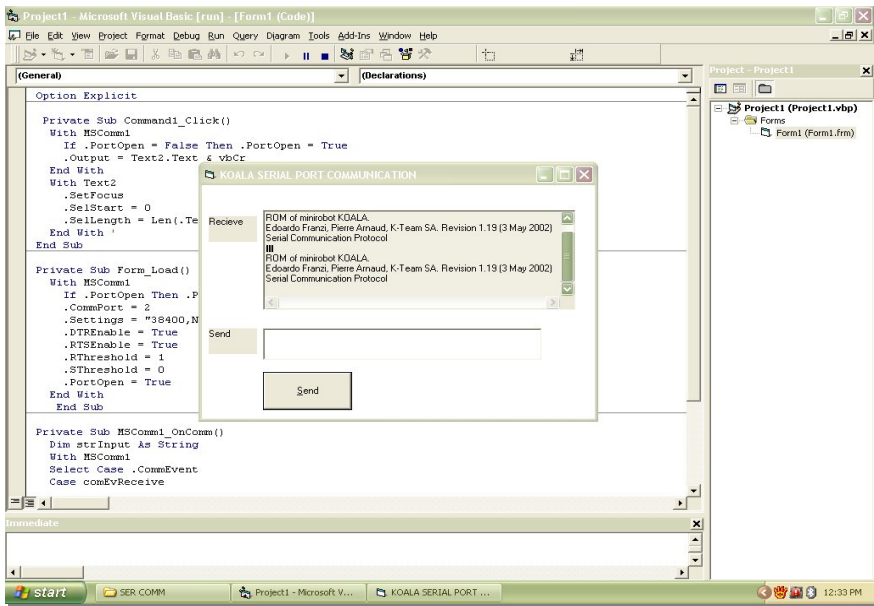 Project1 - Microsoft Visual Basic [run] - [Form1 (Code)]
File Edit View Project Format Debug Run Query Diagram Tools Add-Ins Window Help
(General) (Declarations)
Option Explicit
Private Sub Command1_Click()
With MSComm1
If .PortOpen = False Then .PortOpen = True
.Output = Text2.Text & vbCr
End With
With Text2
.SetFocus
.SelStart = 0
.SelLength = Len(.Te
End With '
End Sub
Private Sub Form_Load()
With MSComm1
If .PortOpen Then .P
.CommPort = 2
.Settings = "38400,N
.DTREnable = True
.RTSEnable = True
.RThreshold = 1
.SThreshold = 0
.PortOpen = True
End With
End Sub
Private Sub MSComm1_OnComm()
Dim strInput As String
With MSComm1
Select Case .CommEvent
Case comEvReceive
KOALA SERIAL PORT COMMUNICATION
Recieve
ROM of minirobot KOALA.
Edoardo Franzi, Pierre Arnaud, K-Team SA. Revision 1.19 (3 May 2002)
Serial Communication Protocol
ROM of minirobot KOALA.
Edoardo Franzi, Pierre Arnaud, K-Team SA. Revision 1.19 (3 May 2002)
Serial Communication Protocol
Send
Send
Project - Project1
Project1 (Project1.vbp)
Forms
Form1 (Form1.frm)
Immediate
start SER COMM Project1 - Microsoft V... KOALA SERIAL PORT ... 12:33 PM